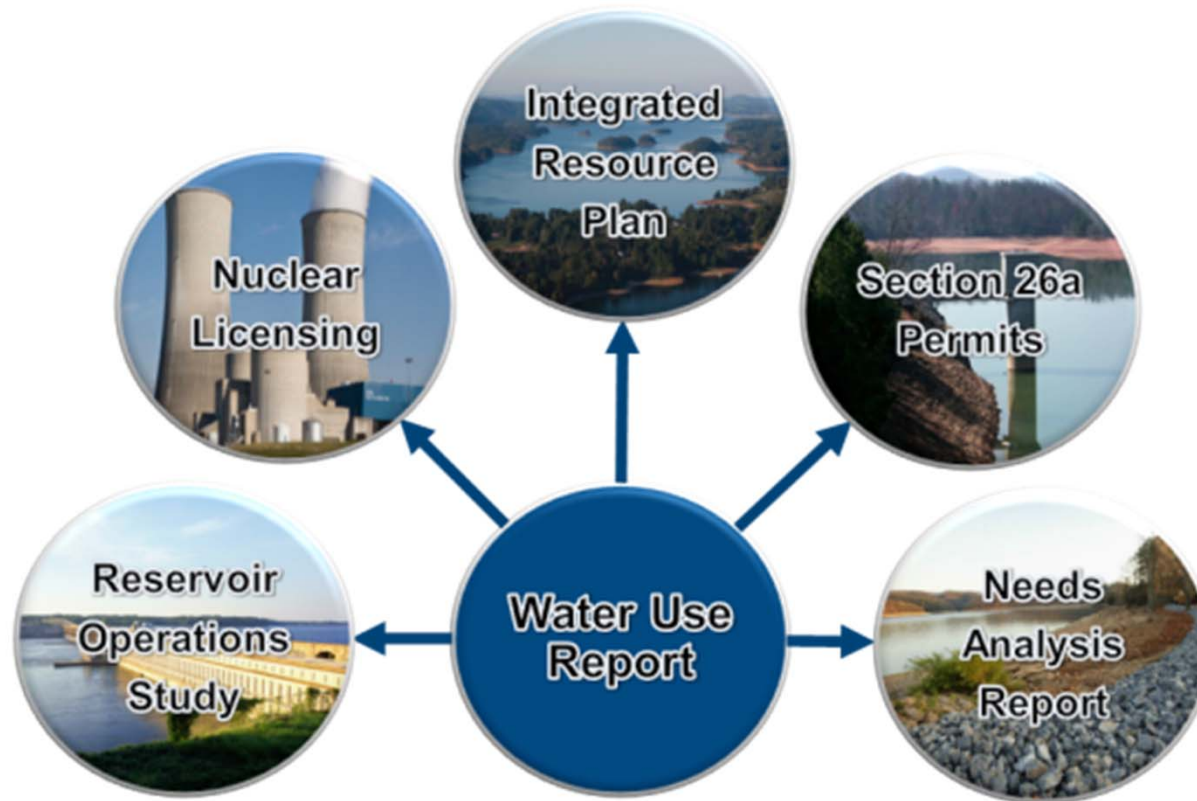 Integrated
Resource
Plan
Nuclear
Licensing
Section 26a
Permits
Reservoir
Operations
Study
Water Use
Report
Needs
Analysis
Report